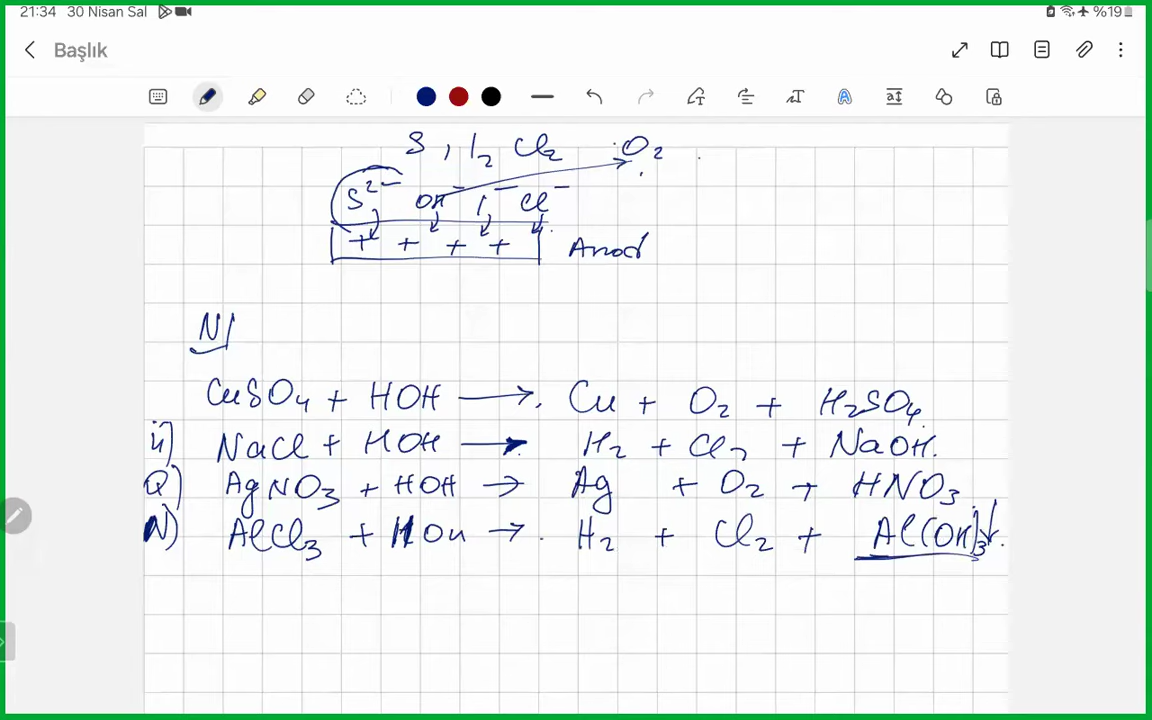 21:34 30 Nisan Sal %19
Başlık
S, I₂ Cl₂ O₂
S²⁻ OH⁻ I⁻ Cl⁻
+ + + + Anod
N
CuSO₄ + HOH → Cu + O₂ + H₂SO₄
ü) NaCl + HOH → H₂ + Cl₂ + NaOH.
Q) AgNO₃ + HOH → Ag + O₂ + HNO₃
N) AlCl₃ + HOH → H₂ + Cl₂ + Al(OH)₃↓.